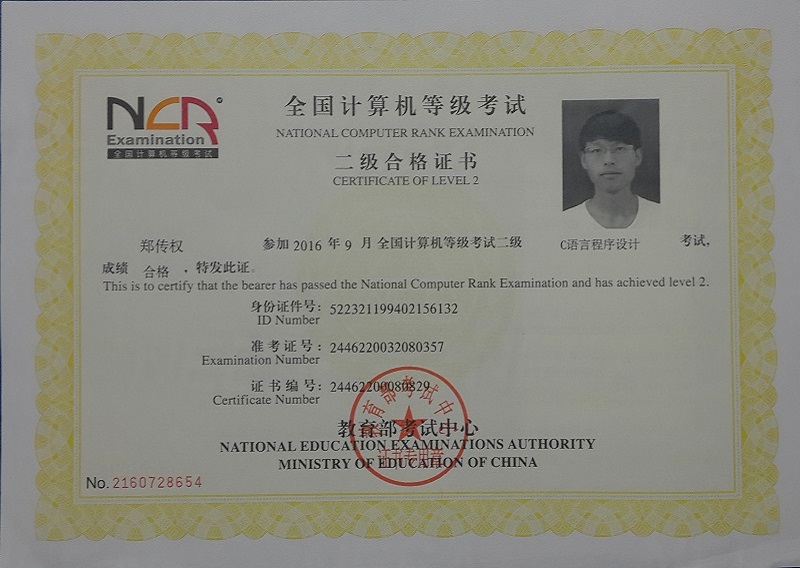 NCR
Examination
全国计算机等级考试
全国计算机等级考试
NATIONAL COMPUTER RANK EXAMINATION
二级合格证书
CERTIFICATE OF LEVEL 2
郑传权 参加 2016 年 9 月 全国计算机等级考试二级 C语言程序设计 考试,
成绩 合格 ，特发此证。
This is to certify that the bearer has passed the National Computer Rank Examination and has achieved level 2.
身份证件号: 522321199402156132
ID Number
准考证号: 2446220032080357
Examination Number
证书编号: 24462200080829
Certificate Number
教育部考试中心
教育部考试中心
NATIONAL EDUCATION EXAMINATIONS AUTHORITY
证书专用章
MINISTRY OF EDUCATION OF CHINA
No. 2160728654